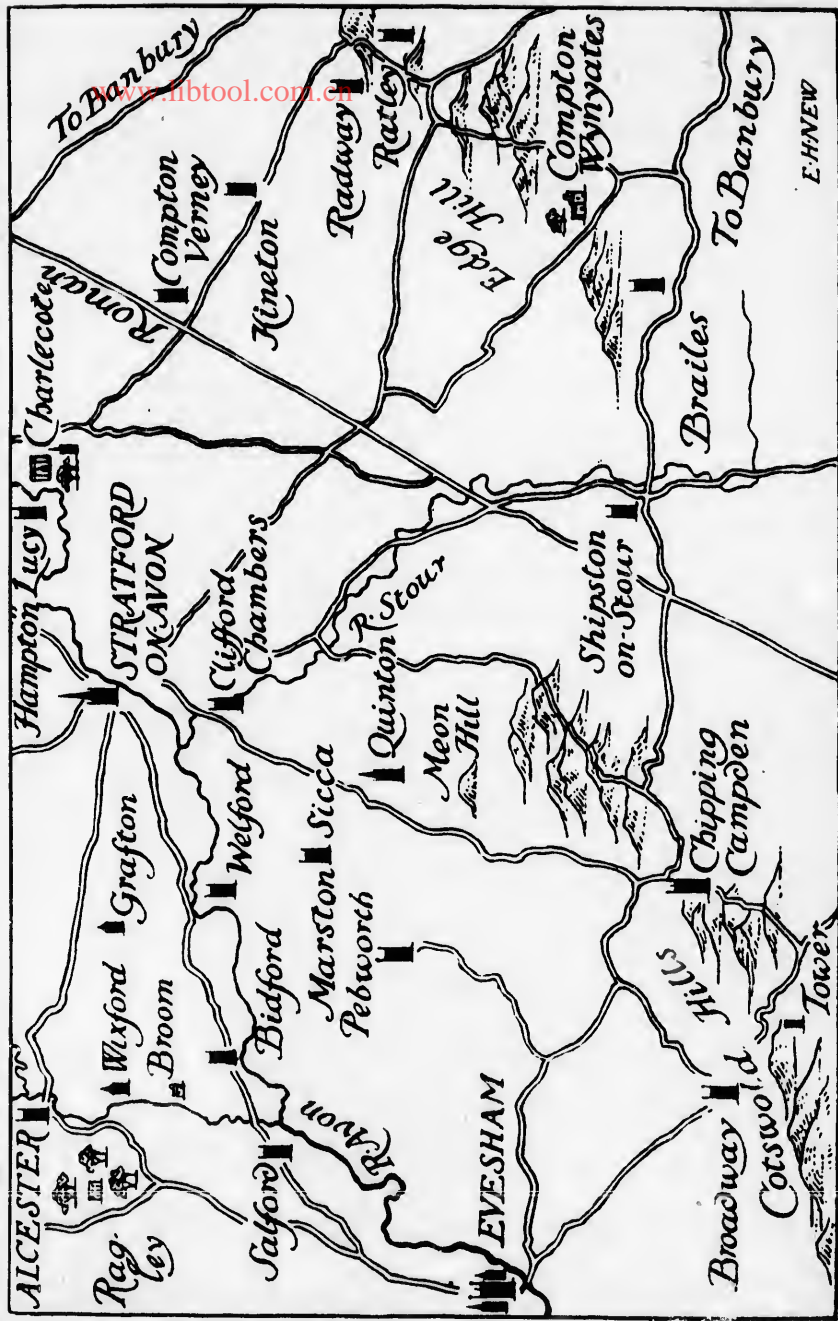 www.libtool.com.cn
ALCESTER
Rag-
ley
Wixford
Broom
Grafton
Hampton Lucy
Charlecote
Roman
Compton
Verney
To Banbury
STRATFORD
ON·AVON
Kineton
Radway
Ratley
Salford
Bidford
Welford
Clifford
Chambers
R. Avon
Marston Sicca
Pebworth
Quinton
R. Stour
Meon
Hill
Edge Hill
Compton
Wynyates
EVESHAM
Shipston
on·Stour
Brailes
To Banbury
Broadway
Cotswold Hills
Tower
Chipping
Campden
E·H·NEW